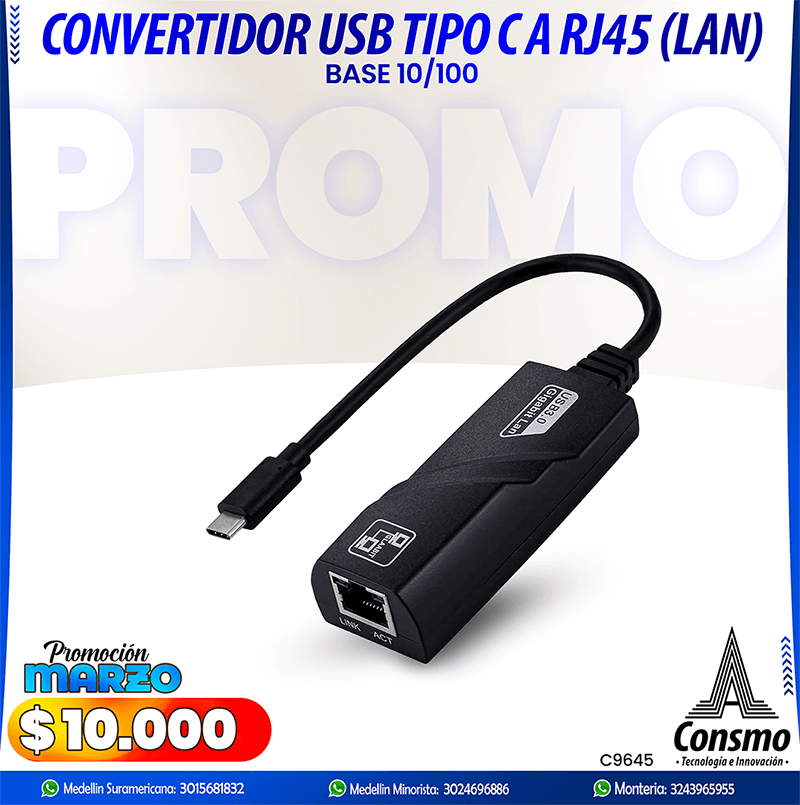 CONVERTIDOR USB TIPO C A RJ45 (LAN)
BASE 10/100
PROMO
USB3.0
Gigabit Lan
GIGABIT
LINK ACT
Promoción
MARZO
$10.000
C9645
Consmo
• Tecnología e Innovación •
Medellin Suramericana: 3015681832
Medellin Minorista: 3024696886
Monteria: 3243965955